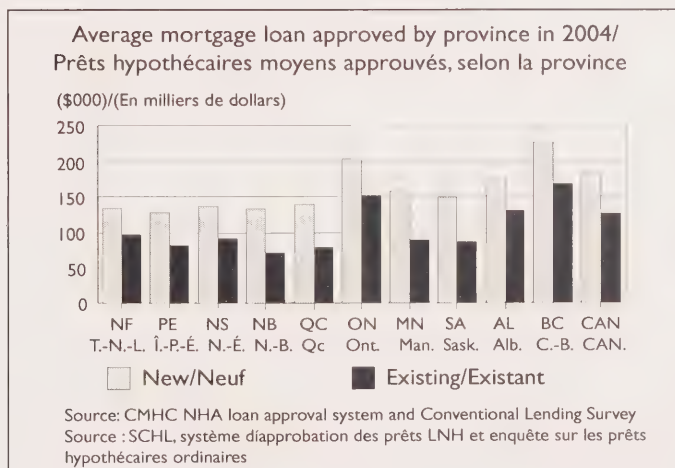 Average mortgage loan approved by province in 2004/
Prêts hypothécaires moyens approuvés, selon la province
($000)/(En milliers de dollars)
250
200
150
100
50
0
NF PE NS NB QC ON MN SA AL BC CAN
T.-N.-L. Î.-P.-É. N.-É. N.-B. Qc Ont. Man. Sask. Alb. C.-B. CAN.
New/Neuf Existing/Existant
Source: CMHC NHA loan approval system and Conventional Lending Survey
Source : SCHL, système díapprobation des prêts LNH et enquête sur les prêts
hypothécaires ordinaires